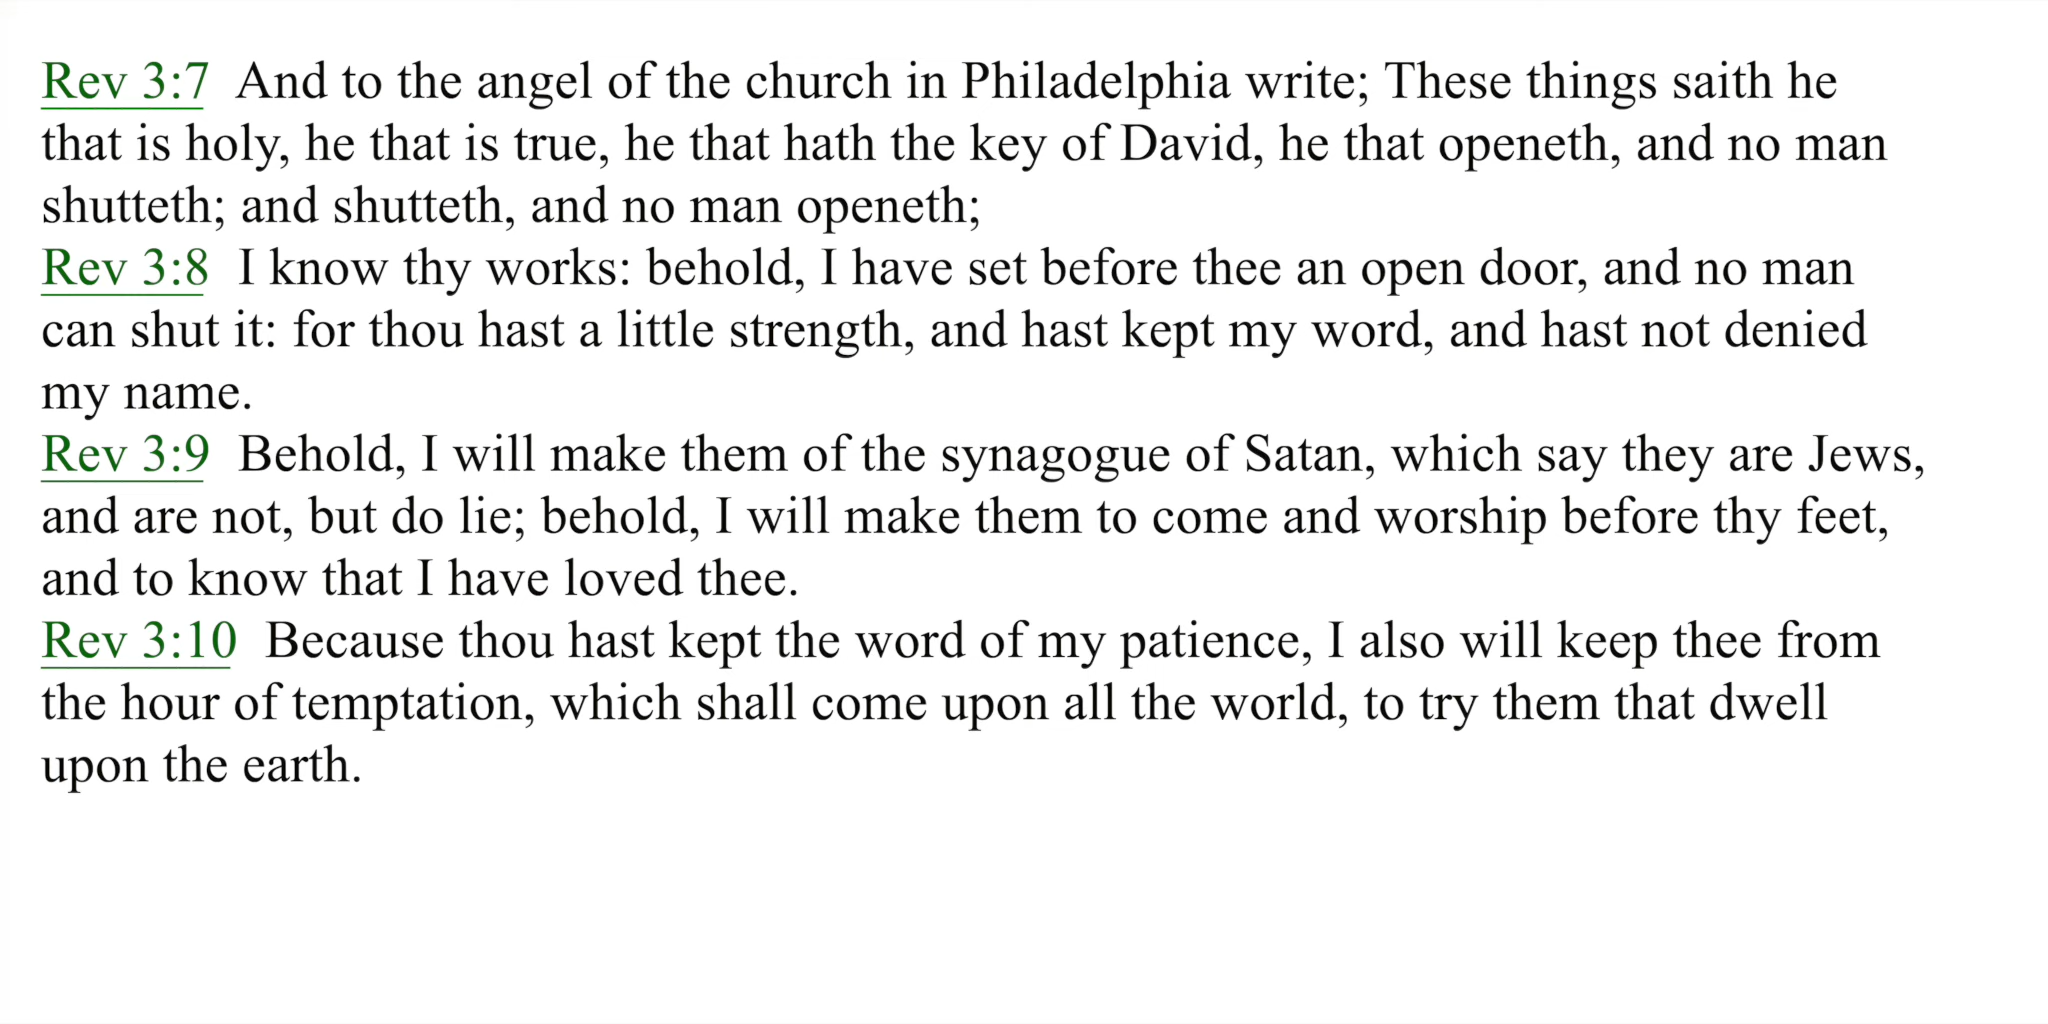 Rev 3:7 And to the angel of the church in Philadelphia write; These things saith he
that is holy, he that is true, he that hath the key of David, he that openeth, and no man
shutteth; and shutteth, and no man openeth;
Rev 3:8 I know thy works: behold, I have set before thee an open door, and no man
can shut it: for thou hast a little strength, and hast kept my word, and hast not denied
my name.
Rev 3:9 Behold, I will make them of the synagogue of Satan, which say they are Jews,
and are not, but do lie; behold, I will make them to come and worship before thy feet,
and to know that I have loved thee.
Rev 3:10 Because thou hast kept the word of my patience, I also will keep thee from
the hour of temptation, which shall come upon all the world, to try them that dwell
upon the earth.